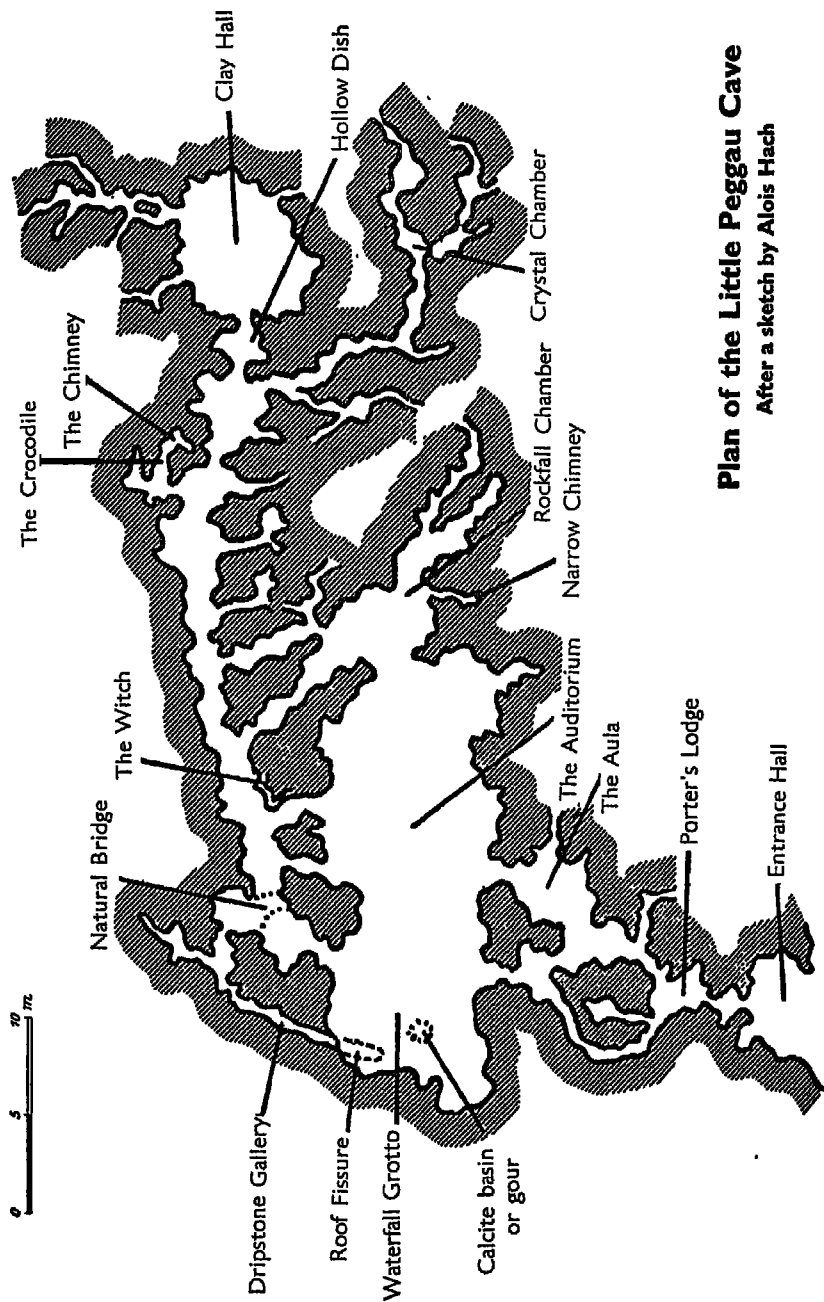 0 5 10 m.
The Crocodile
The Chimney
Clay Hall
Hollow Dish
Natural Bridge
The Witch
Crystal Chamber
Rockfall Chamber
Narrow Chimney
Dripstone Gallery
Roof Fissure
Waterfall Grotto
Calcite basin
or gour
The Auditorium
The Aula
Porter's Lodge
Entrance Hall
Plan of the Little Peggau Cave
After a sketch by Alois Hach